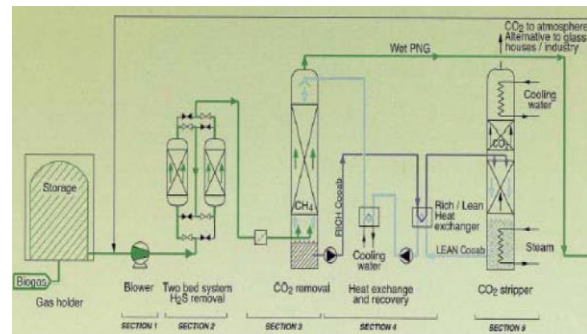 CO2 to atmosphere
Alternative to glass
houses / industry
Wet PNG
Cooling
water
CO2
Storage
CH4
RICH Cooab
Rich / Lean
Heat
exchanger
LEAN Cooab
Steam
Biogas
Gas holder
Blower
Two bed system
H2S removal
CO2 removal
Cooling
water
Heat exchange
and recovery
CO2 stripper
SECTION 1
SECTION 2
SECTION 3
SECTION 4
SECTION 5